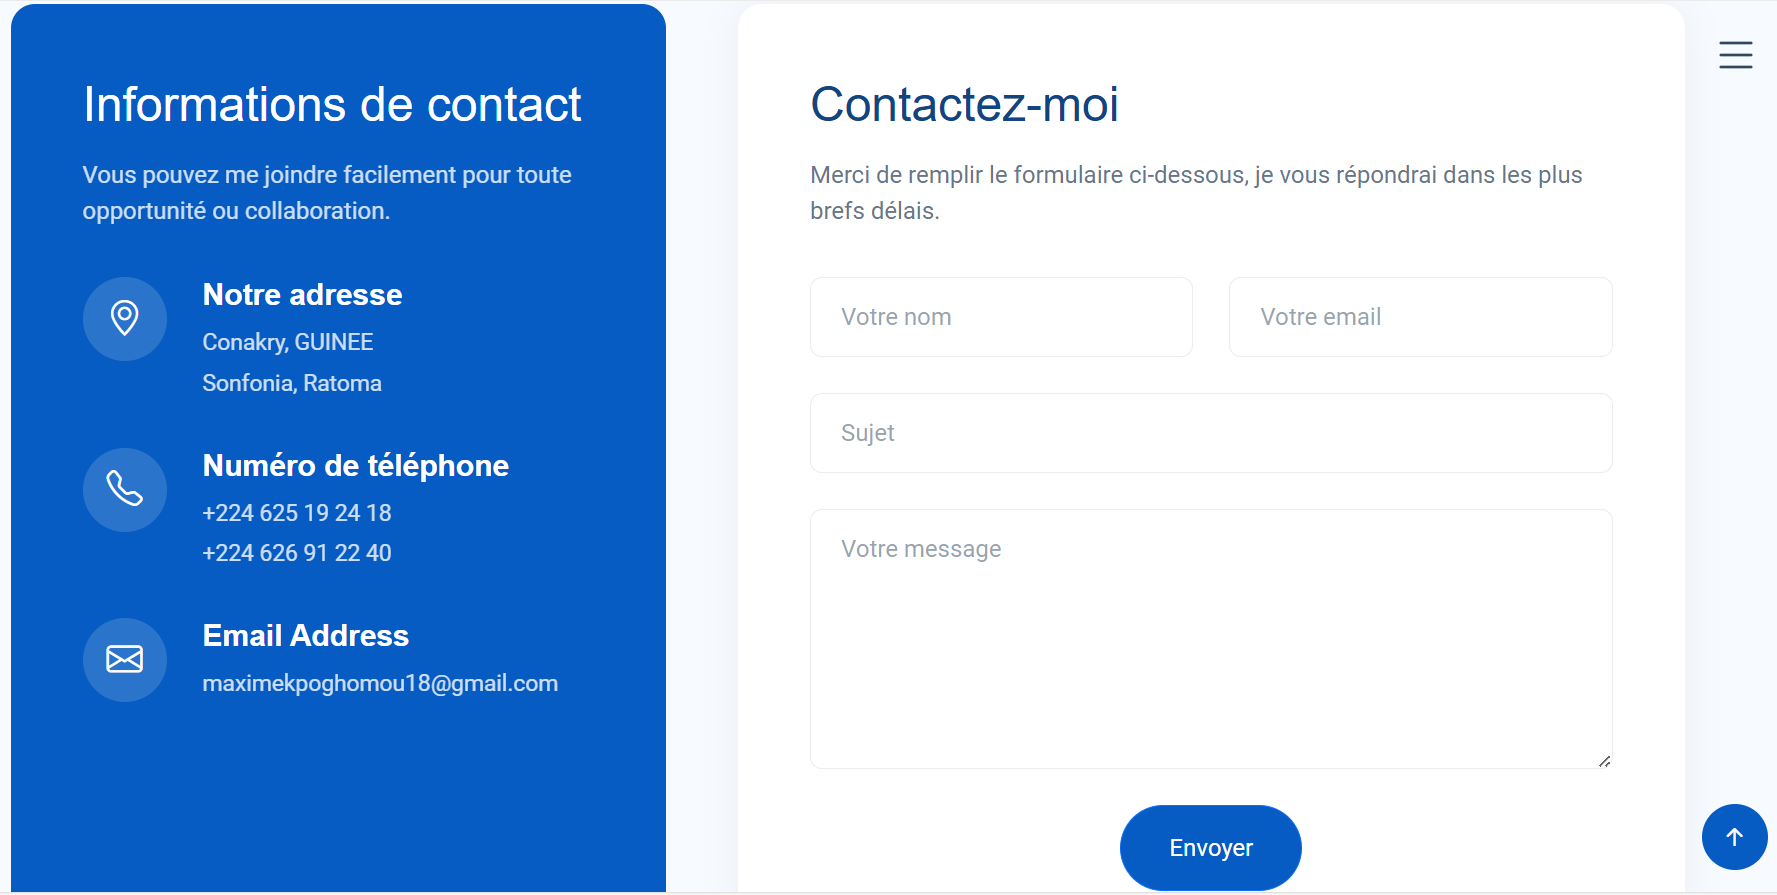 Informations de contact
Vous pouvez me joindre facilement pour toute
opportunité ou collaboration.
Notre adresse
Conakry, GUINEE
Sonfonia, Ratoma
Numéro de téléphone
+224 625 19 24 18
+224 626 91 22 40
Email Address
maximekpoghomou18@gmail.com
Contactez-moi
Merci de remplir le formulaire ci-dessous, je vous répondrai dans les plus
brefs délais.
Votre nom
Votre email
Sujet
Votre message
Envoyer